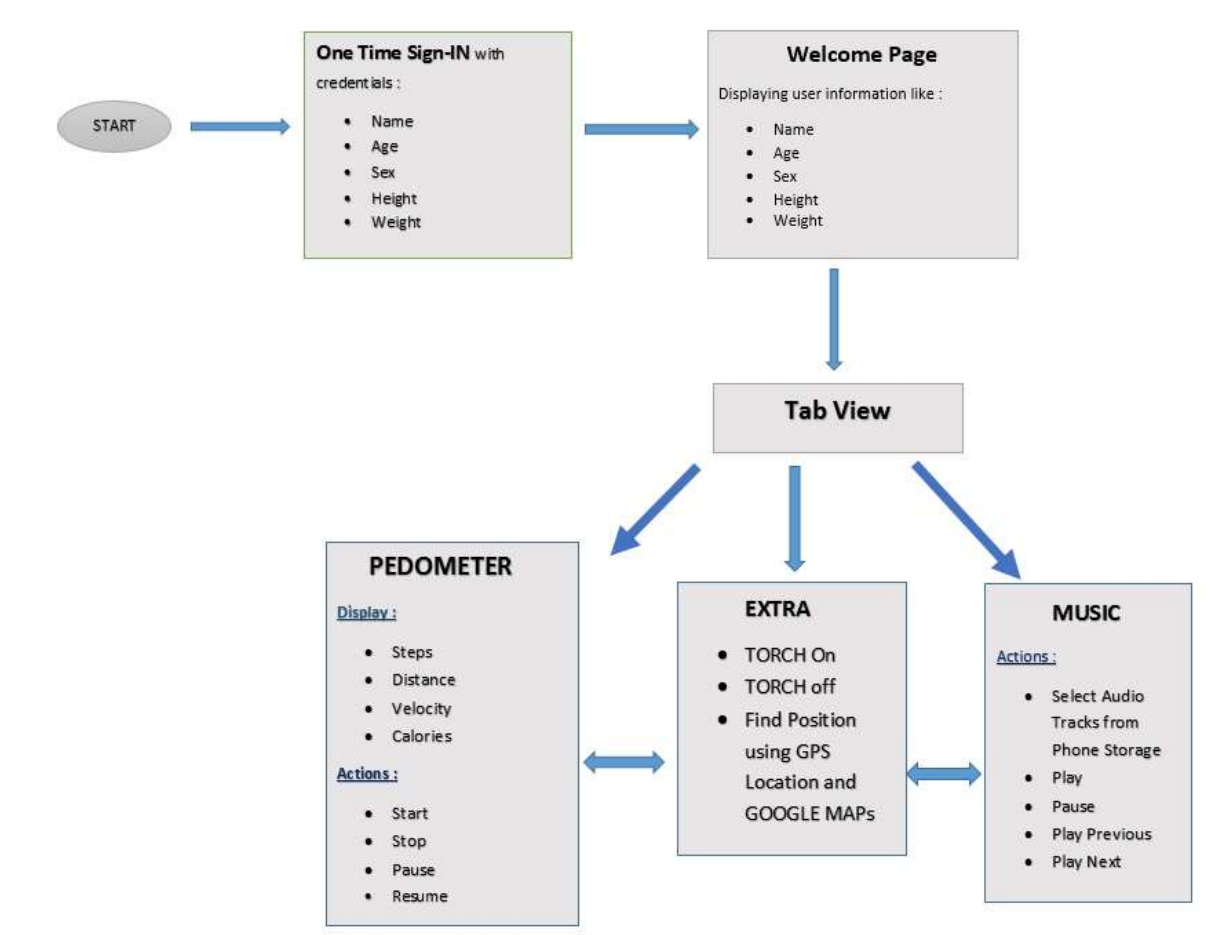 START
One Time Sign-IN with
credentials :
• Name
• Age
• Sex
• Height
• Weight
Welcome Page
Displaying user information like :
• Name
• Age
• Sex
• Height
• Weight
Tab View
PEDOMETER
Display :
• Steps
• Distance
• Velocity
• Calories
Actions :
• Start
• Stop
• Pause
• Resume
EXTRA
• TORCH On
• TORCH off
• Find Position
using GPS
Location and
GOOGLE MAPs
MUSIC
Actions :
• Select Audio
Tracks from
Phone Storage
• Play
• Pause
• Play Previous
• Play Next